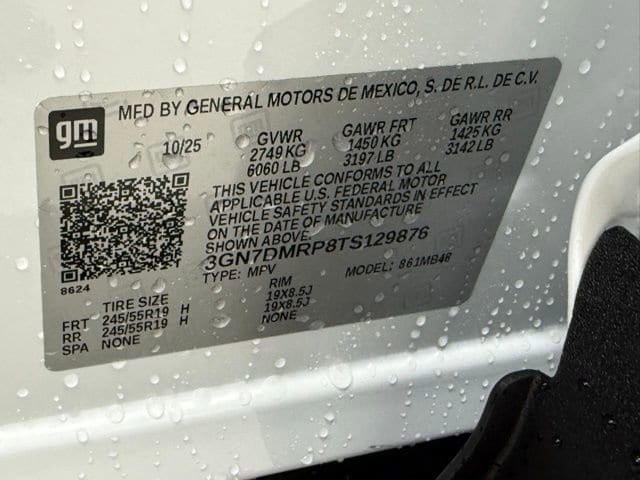 gm
MFD BY GENERAL MOTORS DE MEXICO, S. DE R.L. DE C.V.
10/25 GVWR GAWR FRT GAWR RR
2749 KG 1450 KG 1425 KG
6060 LB 3197 LB 3142 LB
THIS VEHICLE CONFORMS TO ALL
APPLICABLE U.S. FEDERAL MOTOR
VEHICLE SAFETY STANDARDS IN EFFECT
ON THE DATE OF MANUFACTURE
SHOWN ABOVE.
3GN7DMRP8TS129876
TYPE: MPV MODEL: 861MB46
8624
TIRE SIZE RIM
FRT 245/55R19 H 19X8.5J
RR 245/55R19 H 19X8.5J
SPA NONE NONE